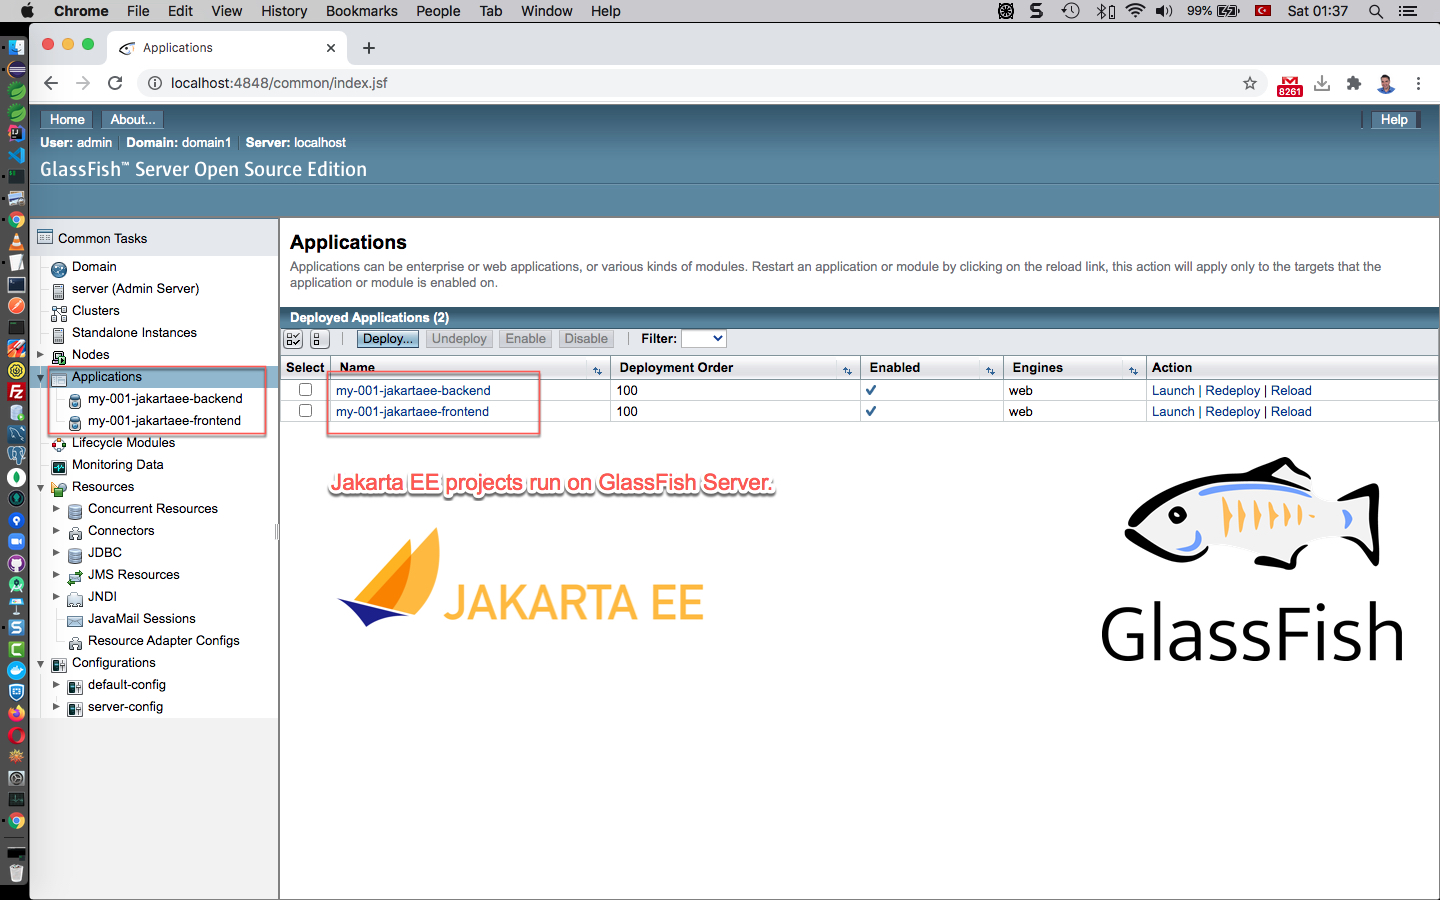 Chrome File Edit View History Bookmarks People Tab Window Help 99% Sat 01:37
Applications
localhost:4848/common/index.jsf
8261
Home About... Help
User: admin Domain: domain1 Server: localhost
GlassFish™ Server Open Source Edition
Common Tasks
Domain
server (Admin Server)
Clusters
Standalone Instances
Nodes
Applications
my-001-jakartaee-backend
my-001-jakartaee-frontend
Lifecycle Modules
Monitoring Data
Resources
Concurrent Resources
Connectors
JDBC
JMS Resources
JNDI
JavaMail Sessions
Resource Adapter Configs
Configurations
default-config
server-config
Applications
Applications can be enterprise or web applications, or various kinds of modules. Restart an application or module by clicking on the reload link, this action will apply only to the targets that the
application or module is enabled on.
Deployed Applications (2)
Deploy... Undeploy Enable Disable Filter:
Select Name Deployment Order Enabled Engines Action
my-001-jakartaee-backend 100 web Launch | Redeploy | Reload
my-001-jakartaee-frontend 100 web Launch | Redeploy | Reload
Jakarta EE projects run on GlassFish Server.
JAKARTA EE
GlassFish